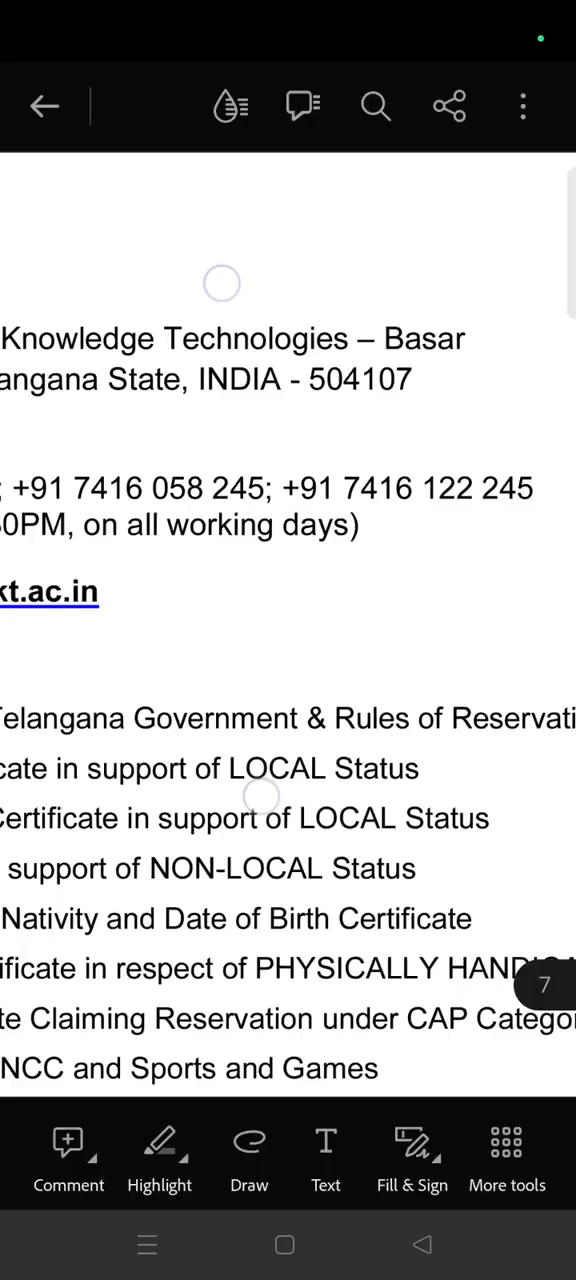 Knowledge Technologies – Basar
angana State, INDIA - 504107
; +91 7416 058 245; +91 7416 122 245
0PM, on all working days)
kt.ac.in
Telangana Government & Rules of Reservati
cate in support of LOCAL Status
Certificate in support of LOCAL Status
support of NON-LOCAL Status
Nativity and Date of Birth Certificate
ificate in respect of PHYSICALLY HANDICA
7
te Claiming Reservation under CAP Catego
NCC and Sports and Games
Comment Highlight Draw Text Fill & Sign More tools